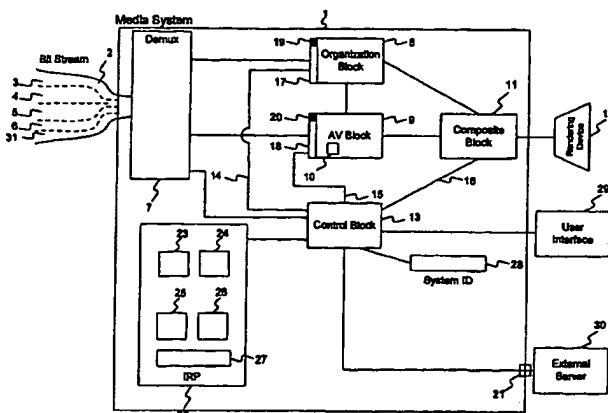 1
Media System
Demux
Bit Stream
2
3
4
5
6
31
7
19
Organization
Block
8
17
20
AV Block
9
18
10
11
Composite
Block
Rendering
Device
14
15
16
Control Block
13
29
User
Interface
28
System ID
23
24
25
26
27
IRP
30
External
Server
21